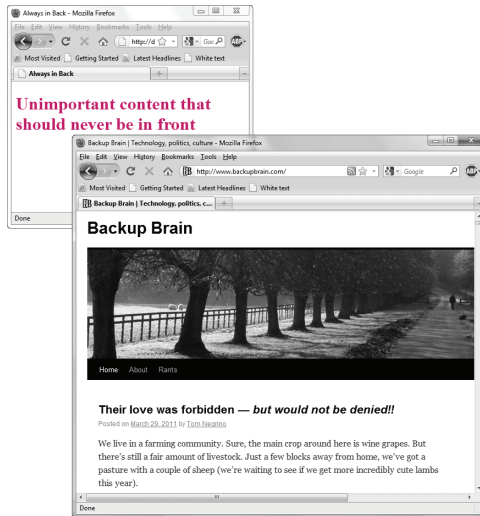 Always in Back - Mozilla Firefox
File Edit View History Bookmarks Tools Help
http://d
Goc
ABP
Most Visited Getting Started Latest Headlines White text
Always in Back
Unimportant content that
should never be in front
Done
Backup Brain | Technology, politics, culture - Mozilla Firefox
File Edit View History Bookmarks Tools Help
http://www.backupbrain.com/
Google
ABP
Most Visited Getting Started Latest Headlines White text
Backup Brain | Technology, politics, c...
Backup Brain
Home About Rants
Their love was forbidden — but would not be denied!!
Posted on March 29, 2011 by Tom Negrino
We live in a farming community. Sure, the main crop around here is wine grapes. But
there's still a fair amount of livestock. Just a few blocks away from home, we've got a
pasture with a couple of sheep (we're waiting to see if we get more incredibly cute lambs
this year).
Done